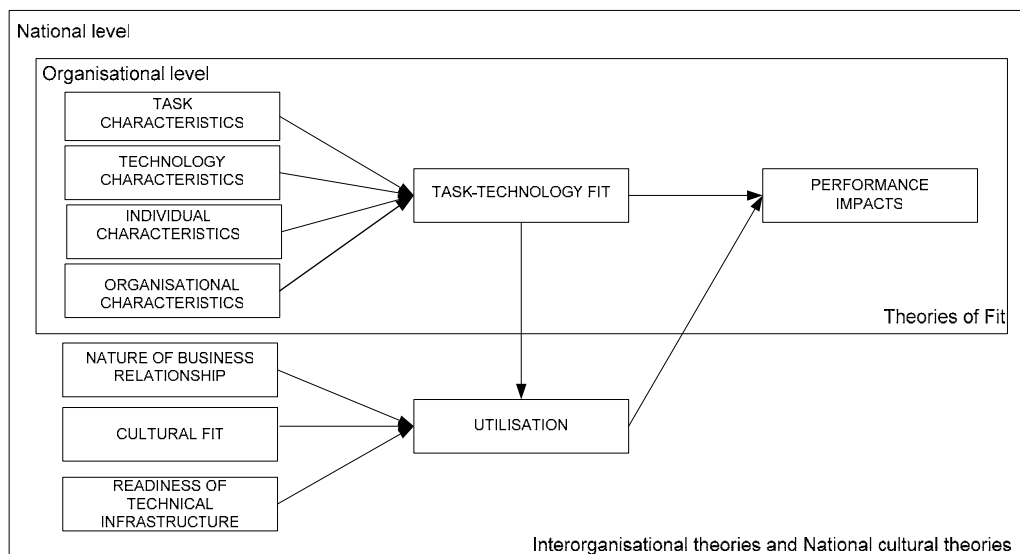 National level
Organisational level
TASK
CHARACTERISTICS
TECHNOLOGY
CHARACTERISTICS
INDIVIDUAL
CHARACTERISTICS
ORGANISATIONAL
CHARACTERISTICS
TASK-TECHNOLOGY FIT
PERFORMANCE
IMPACTS
Theories of Fit
NATURE OF BUSINESS
RELATIONSHIP
CULTURAL FIT
READINESS OF
TECHNICAL
INFRASTRUCTURE
UTILISATION
Interorganisational theories and National cultural theories